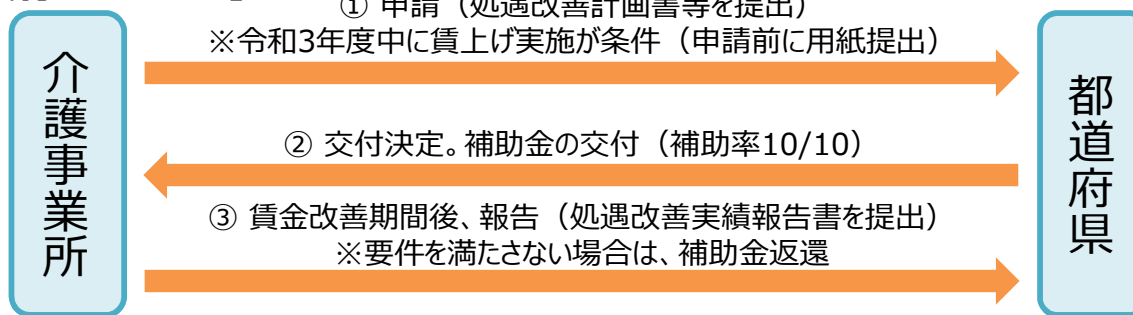 ① 申請（処遇改善計画書等を提出）
※令和3年度中に賃上げ実施が条件（申請前に用紙提出）
介護事業所
都道府県
② 交付決定。補助金の交付（補助率10/10）
③ 賃金改善期間後、報告（処遇改善実績報告書を提出）
※要件を満たさない場合は、補助金返還